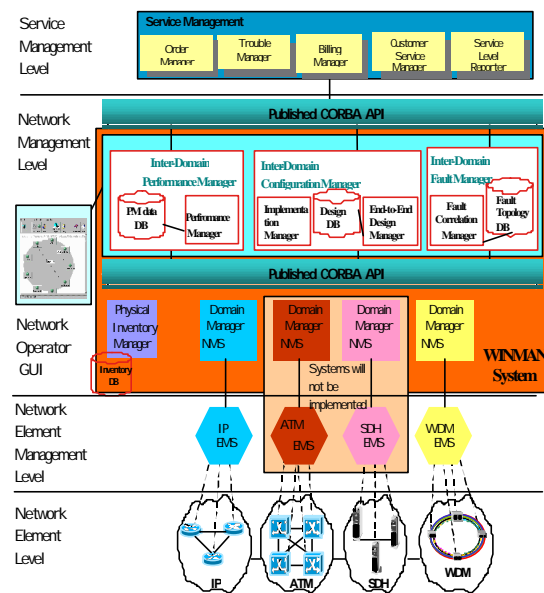 Service
Management
Level
Service Management
Order
Manager
Trouble
Manager
Billing
Manager
Customer
Service
Manager
Service
Level
Reporter
Published CORBA API
Network
Management
Level
Inter-Domain
Performance Manager
PM data
DB
Perfromance
Manager
Inter-Domain
Configuration Manager
Implementa
tion
Manager
Design
DB
End-to-End
Design
Manager
Inter-Domain
Fault Manager
Fault
Correlation
Manager
Fault
Topology
DB
Published CORBA API
Network
Operator
GUI
Physical
Inventory
Manager
Inventory
DB
Domain
Manager
NMS
Domain
Manager
NMS
Domain
Manager
NMS
Domain
Manager
NMS
Systems will
not be
implemented
WINMAN
System
Network
Element
Management
Level
IP
EMS
ATM
EMS
SDH
EMS
WDM
EMS
Network
Element
Level
IP
ATM
SDH
WDM